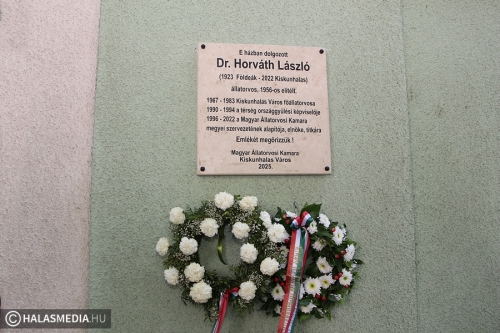 E házban dolgozott
Dr. Horváth László
(1923 Földeák - 2022 Kiskunhalas)
állatorvos, 1956-os elítélt.
1967 - 1983 Kiskunhalas Város főállatorvosa
1990 - 1994 a térség országgyűlési képviselője
1996 - 2022 a Magyar Állatorvosi Kamara
megyei szervezetének alapítója, elnöke, titkára
Emlékét megőrizzük !
Magyar Állatorvosi Kamara
Kiskunhalas Város
2025.
© HALASMEDIA.HU